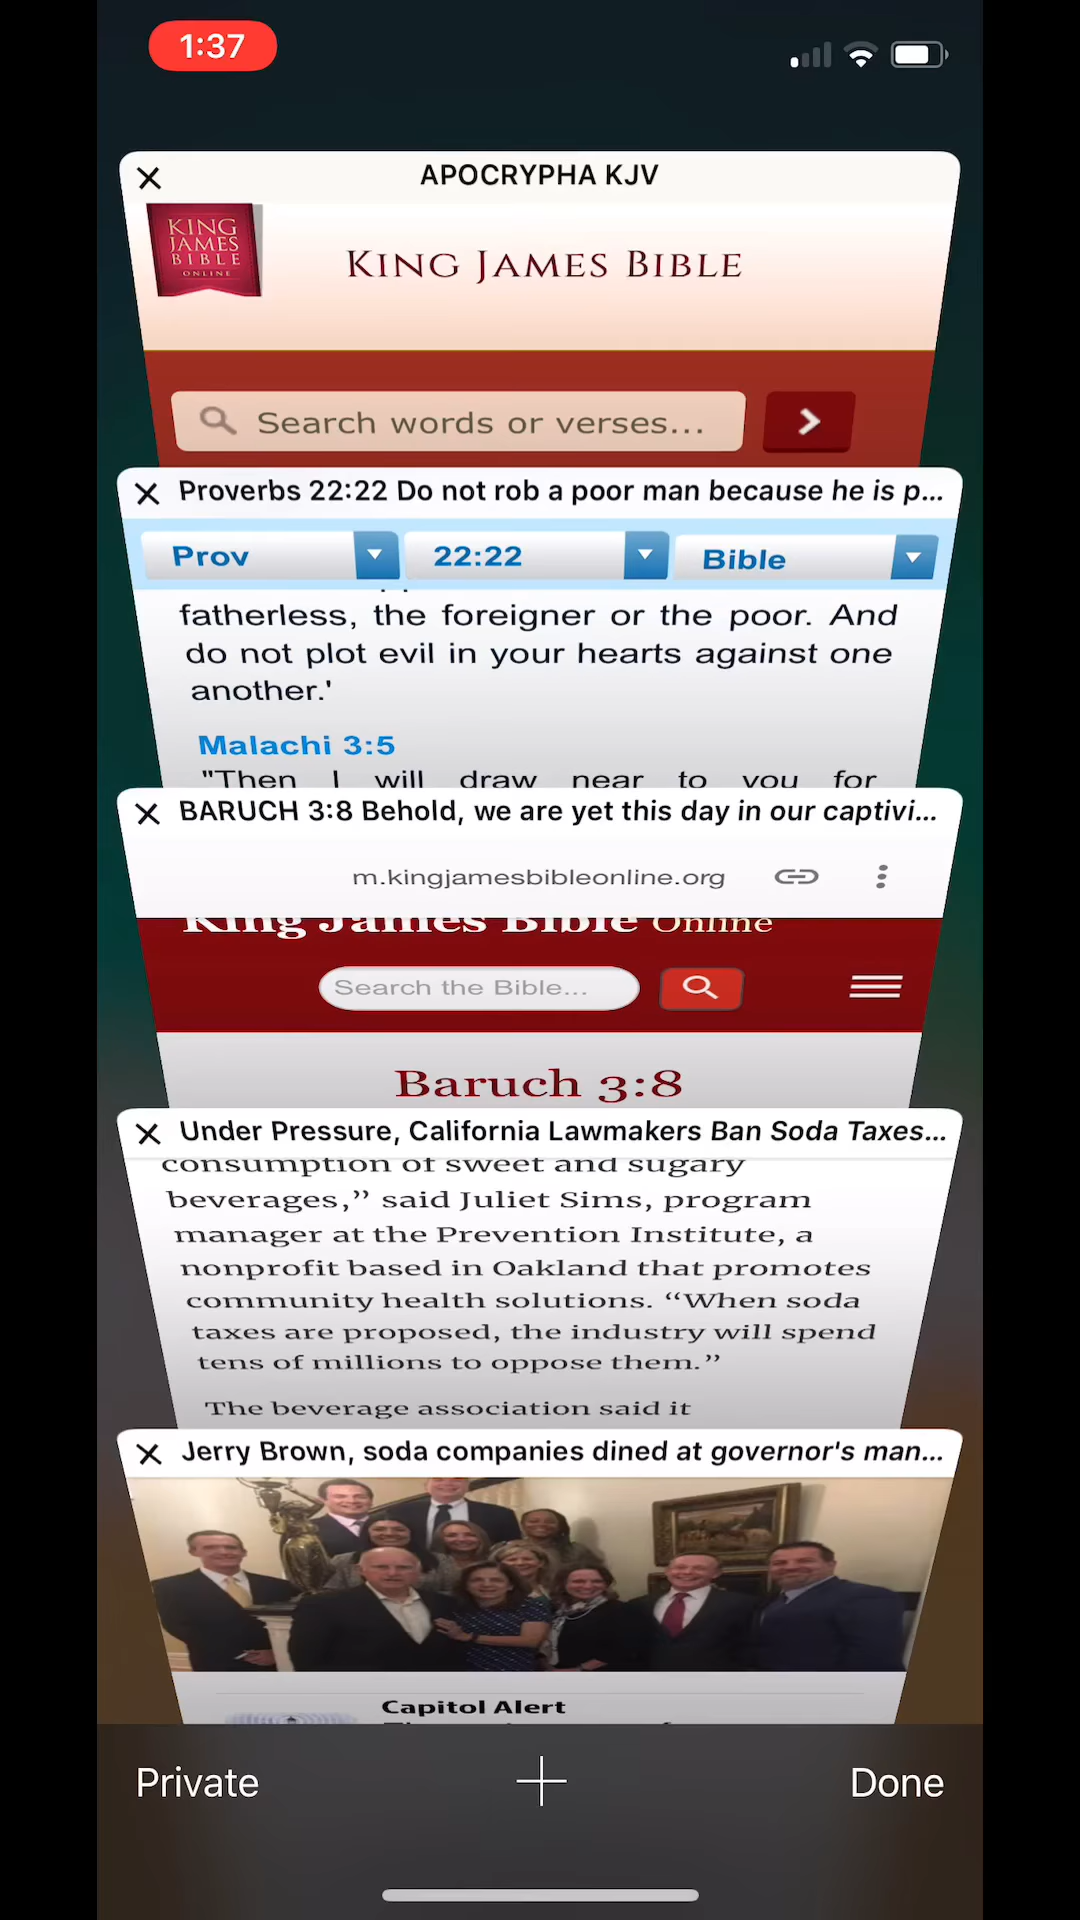 1:37
APOCRYPHA KJV
KING
JAMES
BIBLE
ONLINE
KING JAMES BIBLE
Search words or verses...
Proverbs 22:22 Do not rob a poor man because he is p...
Prov
22:22
Bible
fatherless, the foreigner or the poor. And
do not plot evil in your hearts against one
another.'
Malachi 3:5
"Then I will draw near to you for
BARUCH 3:8 Behold, we are yet this day in our captivi...
m.kingjamesbibleonline.org
King James Bible Online
Search the Bible...
Baruch 3:8
Under Pressure, California Lawmakers Ban Soda Taxes...
consumption of sweet and sugary
beverages,” said Juliet Sims, program
manager at the Prevention Institute, a
nonprofit based in Oakland that promotes
community health solutions. “When soda
taxes are proposed, the industry will spend
tens of millions to oppose them.”
The beverage association said it
Jerry Brown, soda companies dined at governor's man...
Capitol Alert
Private
Done